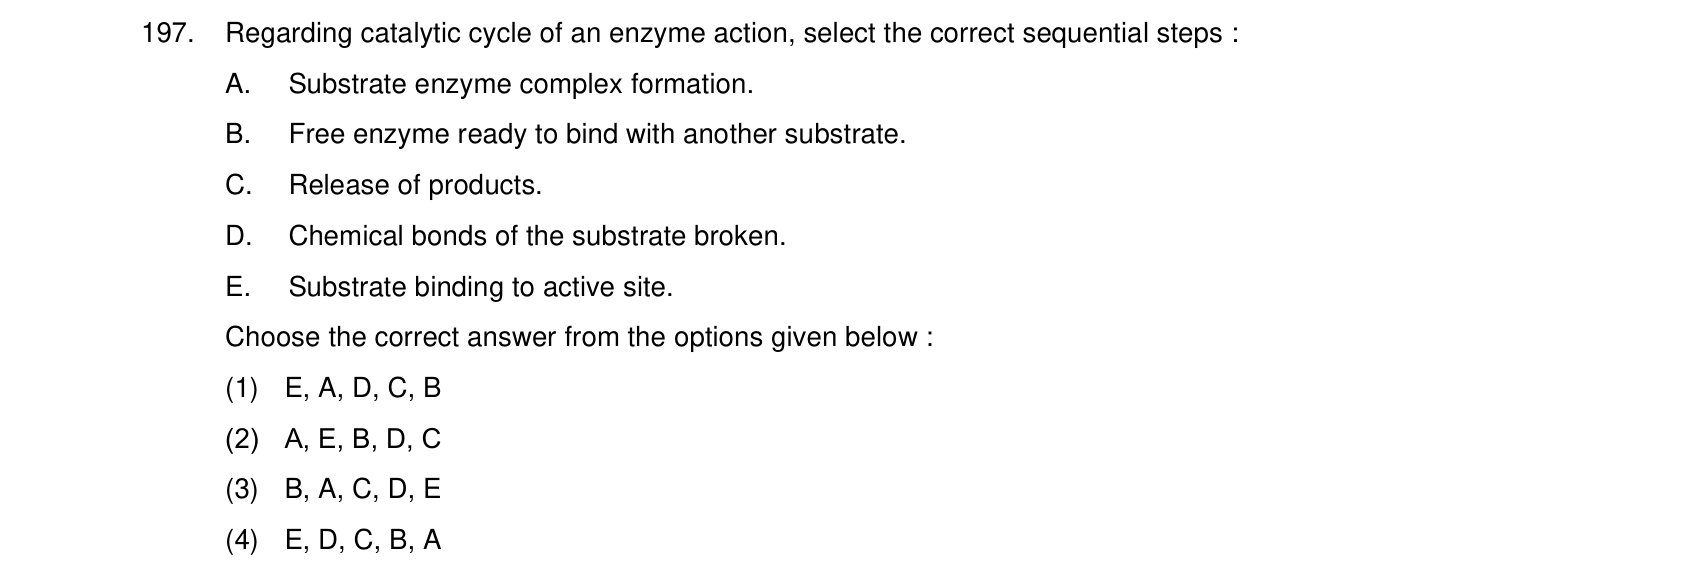 197. Regarding catalytic cycle of an enzyme action, select the correct sequential steps :
A. Substrate enzyme complex formation.
B. Free enzyme ready to bind with another substrate.
C. Release of products.
D. Chemical bonds of the substrate broken.
E. Substrate binding to active site.
Choose the correct answer from the options given below :
(1) E, A, D, C, B
(2) A, E, B, D, C
(3) B, A, C, D, E
(4) E, D, C, B, A